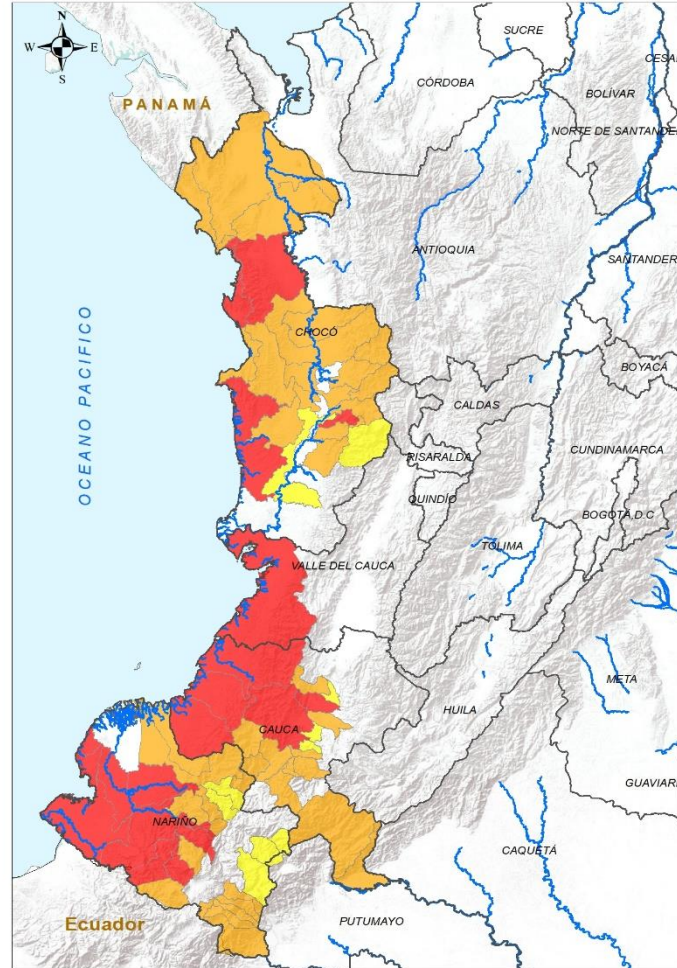 N
W E
S
SUCRE
CESAR
CÓRDOBA
BOLÍVAR
PANAMÁ
NORTE DE SANTANDER
ANTIOQUIA
SANTANDER
OCEANO PACIFICO
CHOCÓ
BOYACÁ
CALDAS
CUNDINAMARCA
RISARALDA
QUINDÍO
BOGOTÁ, D.C
TOLIMA
VALLE DEL CAUCA
META
HUILA
CAUCA
GUAVIARE
NARIÑO
CAQUETÁ
Ecuador
PUTUMAYO